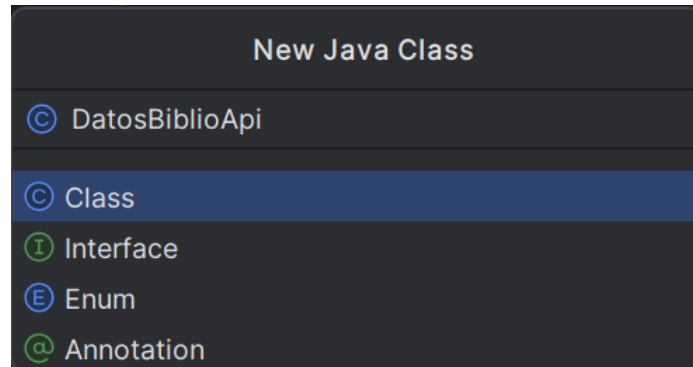 New Java Class
C DatosBiblioApi
C Class
I Interface
E Enum
@ Annotation